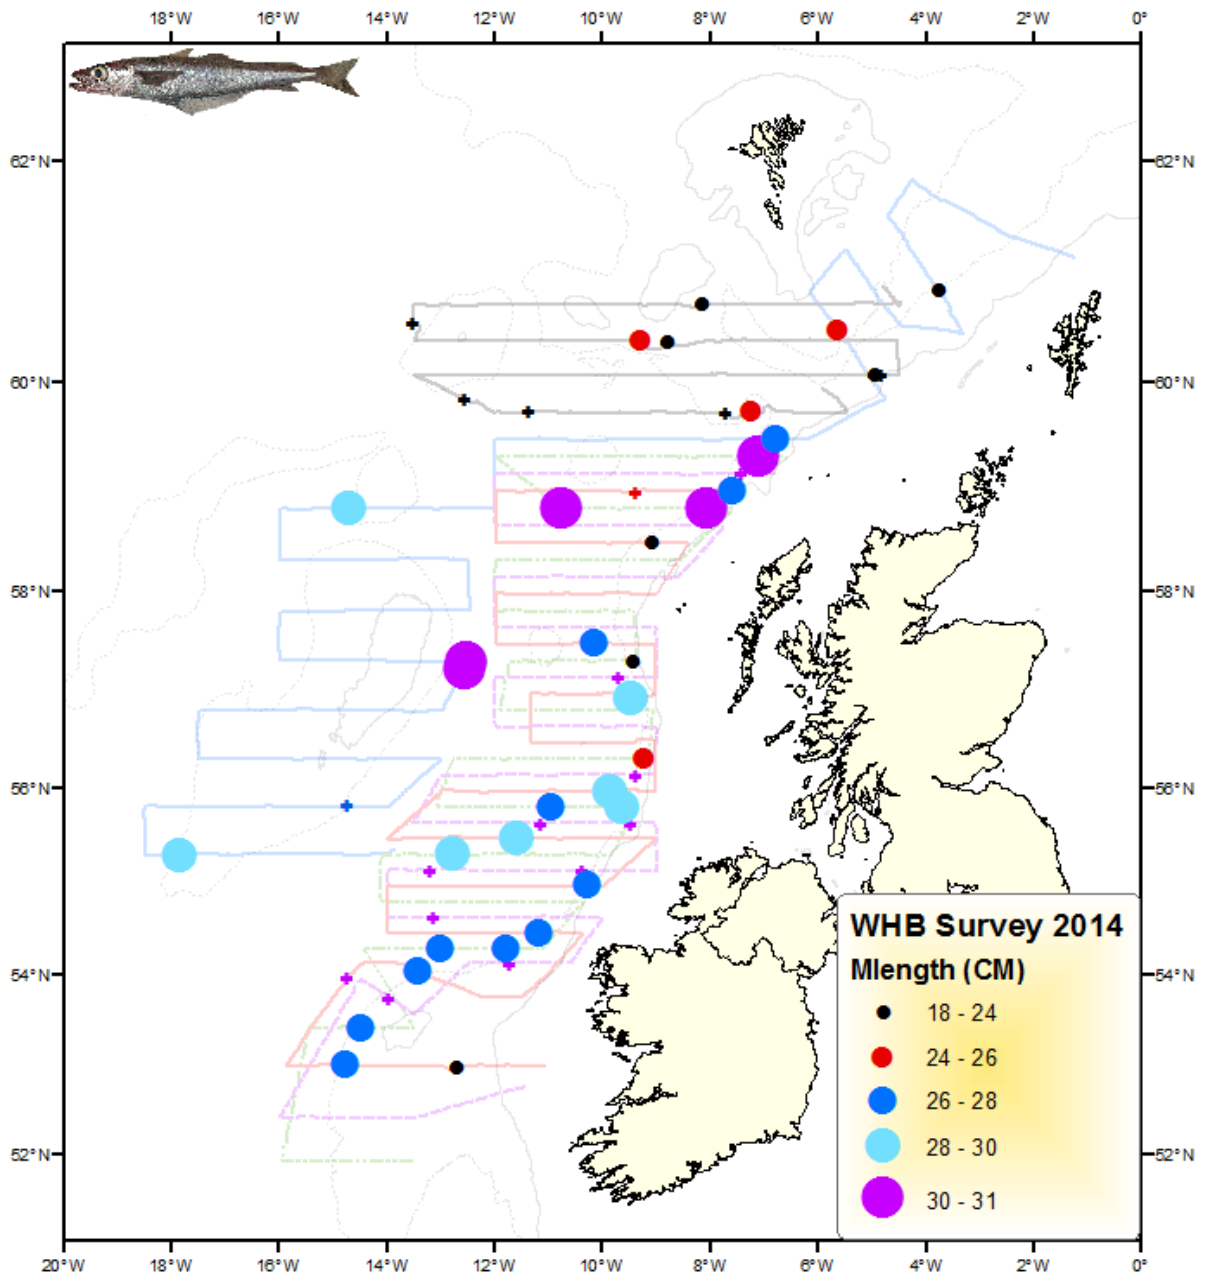 18°W 16°W 14°W 12°W 10°W 8°W 6°W 4°W 2°W 0°
62°N 62°N
60°N 60°N
58°N 58°N
56°N 56°N
WHB Survey 2014
Mlength (CM)
54°N 54°N
18 - 24
24 - 26
26 - 28
28 - 30
52°N 52°N
30 - 31
20°W 18°W 16°W 14°W 12°W 10°W 8°W 6°W 4°W 2°W 0°